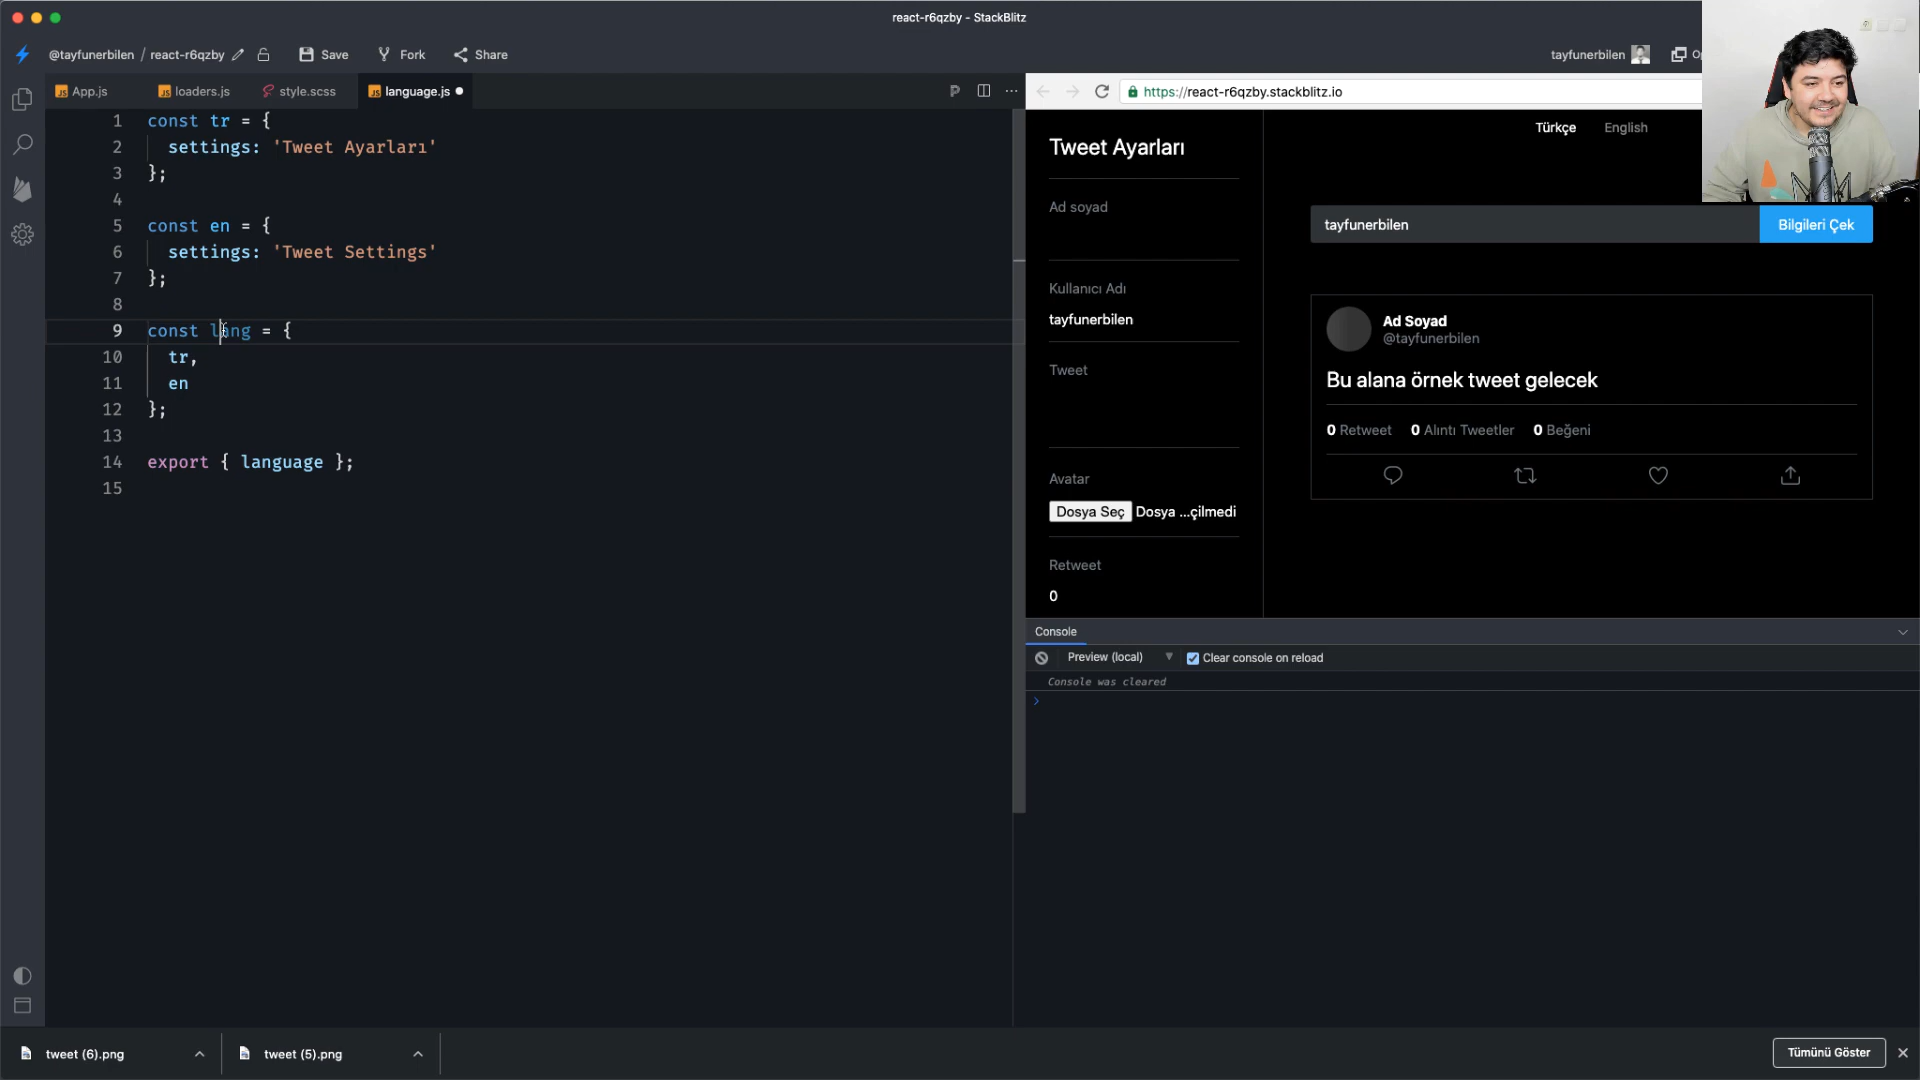 react-r6qzby - StackBlitz
@tayfunerbilen / react-r6qzby
Save
Fork
Share
tayfunerbilen
App.js
loaders.js
style.scss
language.js
https://react-r6qzby.stackblitz.io
1 const tr = {
2 settings: 'Tweet Ayarları'
3 };
4
5 const en = {
6 settings: 'Tweet Settings'
7 };
8
9 const lang = {
10 tr,
11 en
12 };
13
14 export { language };
15
Tweet Ayarları
Ad soyad
Kullanıcı Adı
tayfunerbilen
Tweet
Avatar
Dosya Seç Dosya ...çilmedi
Retweet
0
Türkçe English
tayfunerbilen
Bilgileri Çek
Ad Soyad
@tayfunerbilen
Bu alana örnek tweet gelecek
0 Retweet 0 Alıntı Tweetler 0 Beğeni
Console
Preview (local)
Clear console on reload
Console was cleared
tweet (6).png
tweet (5).png
Tümünü Göster